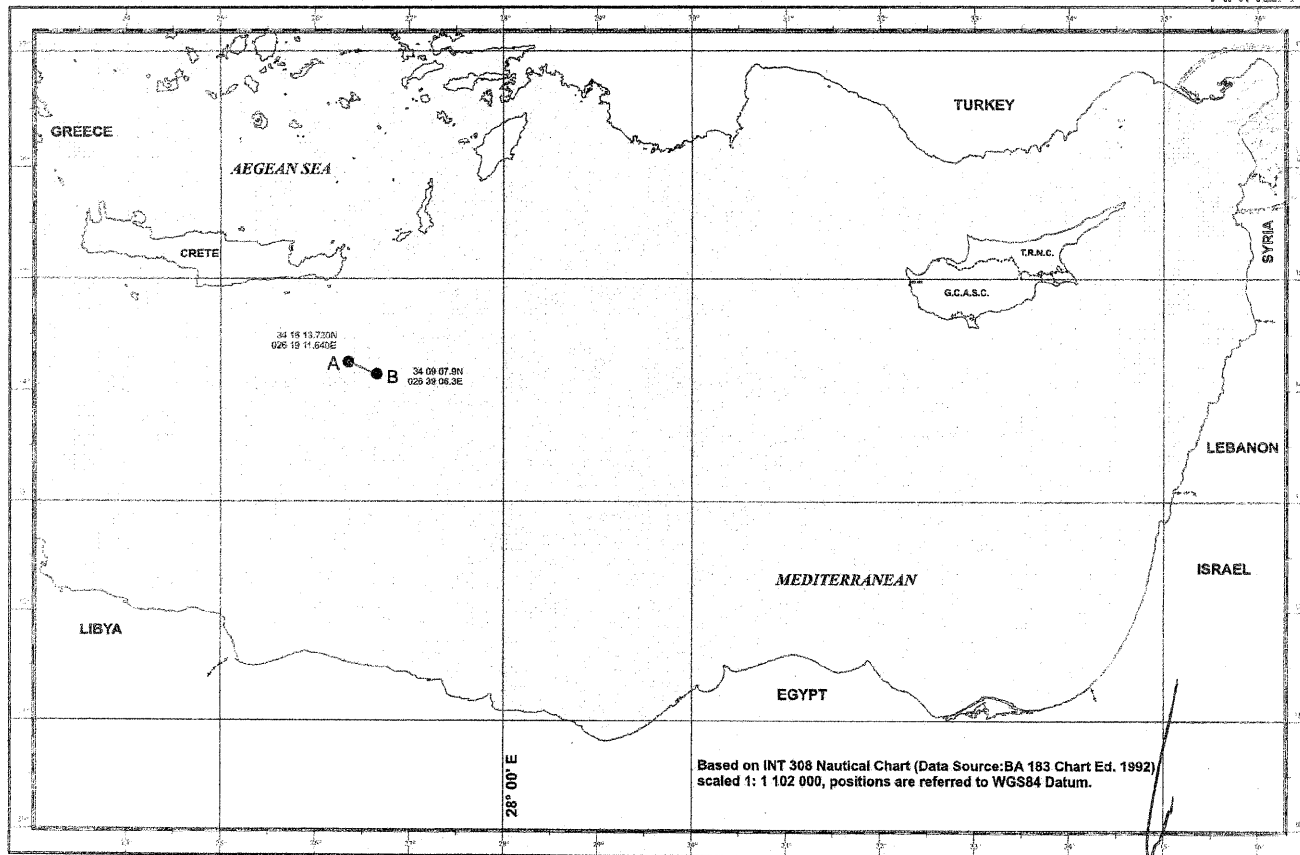 TURKEY
GREECE
AEGEAN SEA
CRETE
T.R.N.C.
G.C.A.S.C.
SYRIA
34 16 13.720N
026 19 11.640E
A
B
34 09 07.9N
026 39 06.3E
LEBANON
ISRAEL
MEDITERRANEAN
LIBYA
EGYPT
28° 00' E
Based on INT 308 Nautical Chart (Data Source:BA 183 Chart Ed. 1992)
scaled 1: 1 102 000, positions are referred to WGS84 Datum.